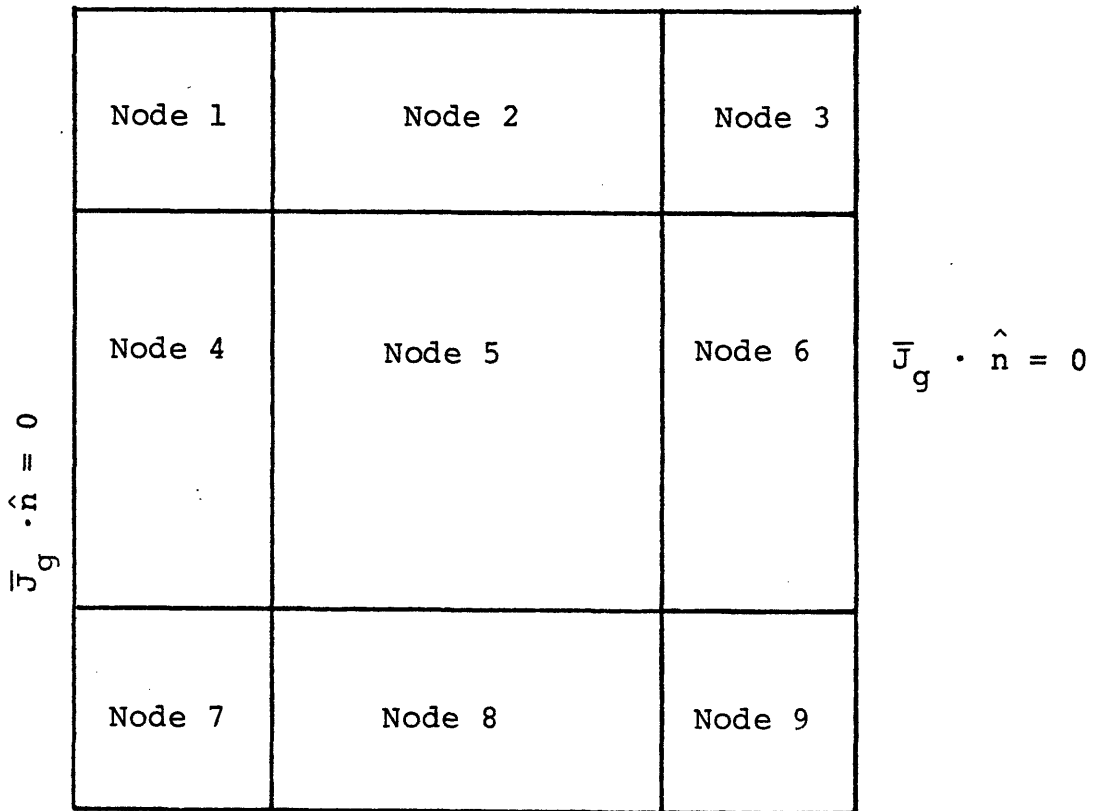 Node 1 Node 2 Node 3
Node 4 Node 5 Node 6
J̅g · n̂ = 0
J̅g · n̂ = 0
Node 7 Node 8 Node 9